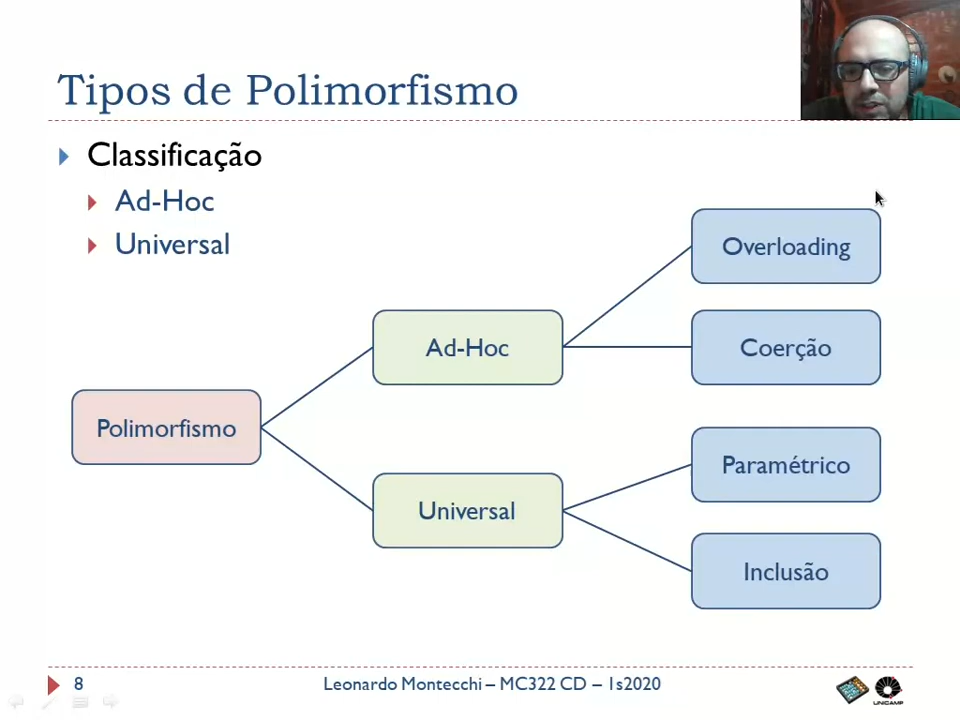 Tipos de Polimorfismo
Classificação
Ad-Hoc
Universal
Overloading
Ad-Hoc
Coerção
Polimorfismo
Paramétrico
Universal
Inclusão
8
Leonardo Montecchi – MC322 CD – 1s2020
UNICAMP